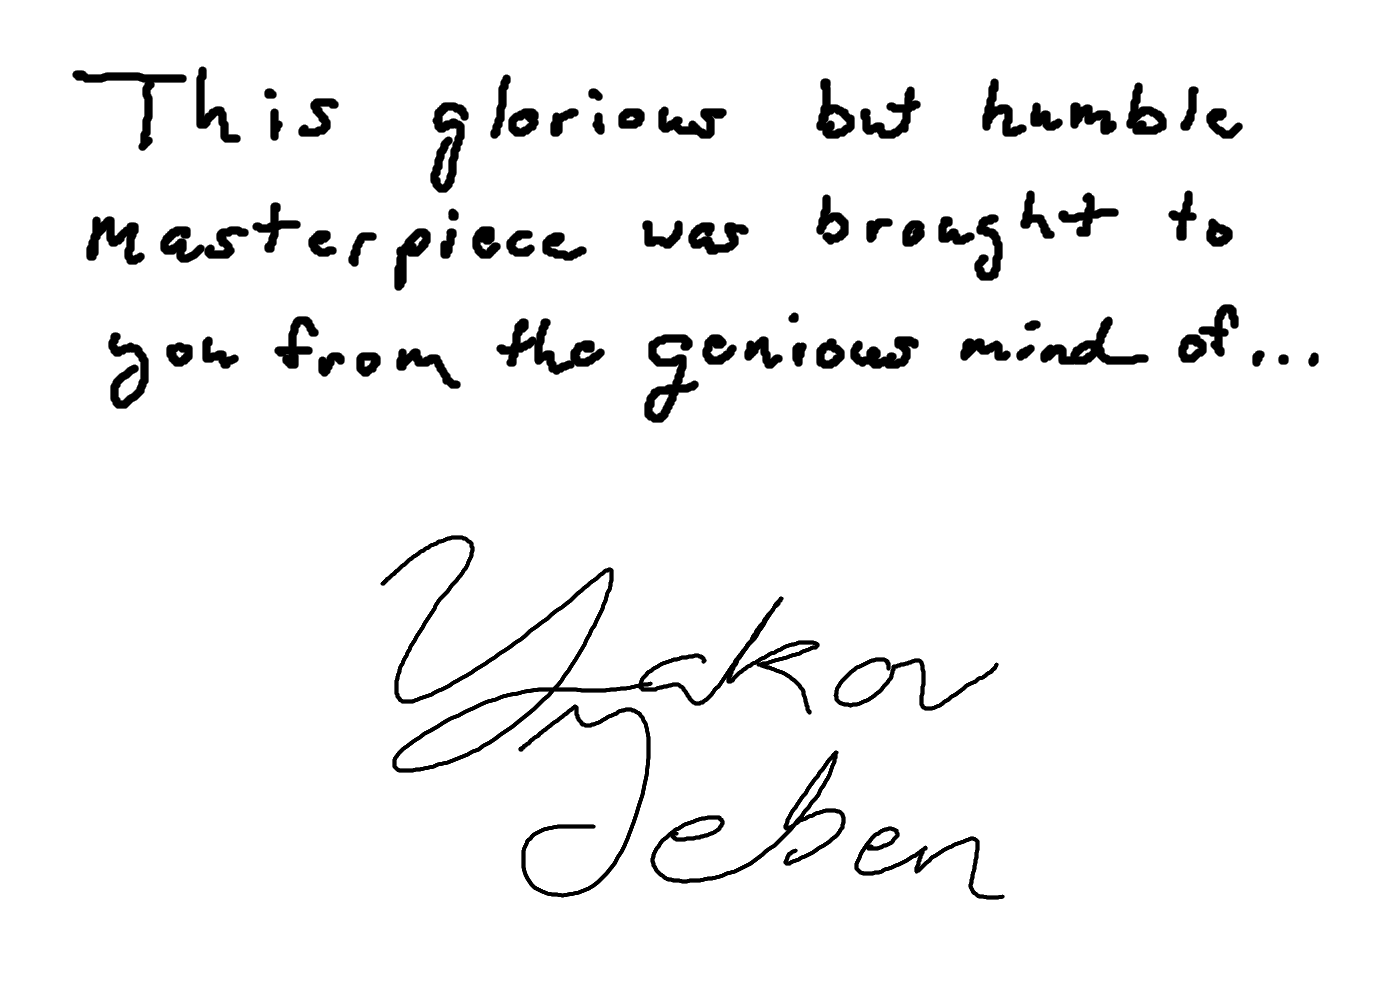 This glorious but humble
masterpiece was brought to
you from the genious mind of...
Yakov
Jeben